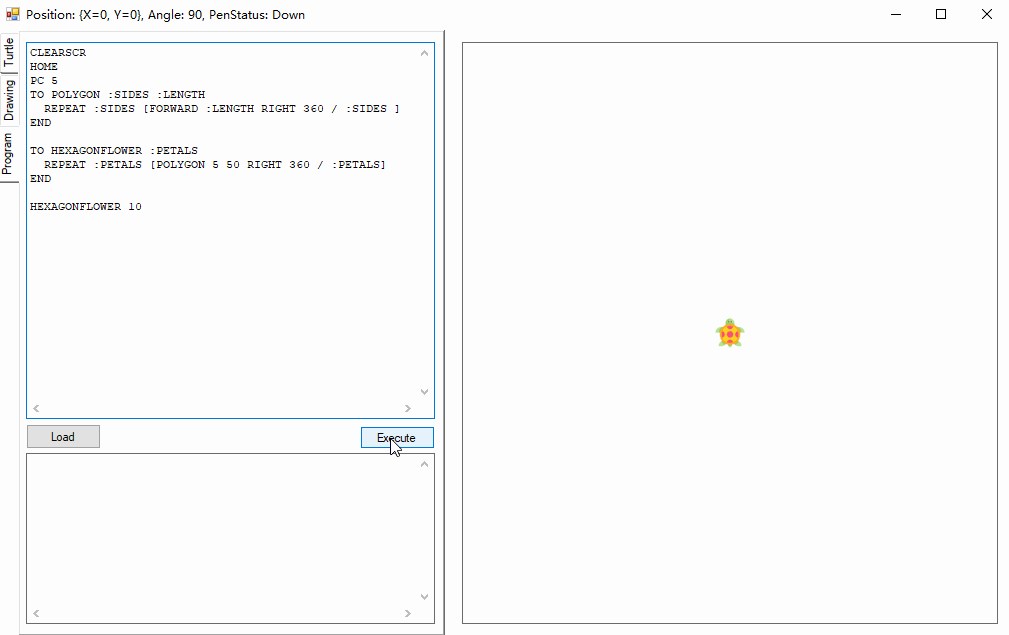 Position: {X=0, Y=0}, Angle: 90, PenStatus: Down
Turtle
Drawing
Program
CLEARSCR
HOME
PC 5
TO POLYGON :SIDES :LENGTH
  REPEAT :SIDES [FORWARD :LENGTH RIGHT 360 / :SIDES ]
END
TO HEXAGONFLOWER :PETALS
  REPEAT :PETALS [POLYGON 5 50 RIGHT 360 / :PETALS]
END
HEXAGONFLOWER 10
Load
Execute